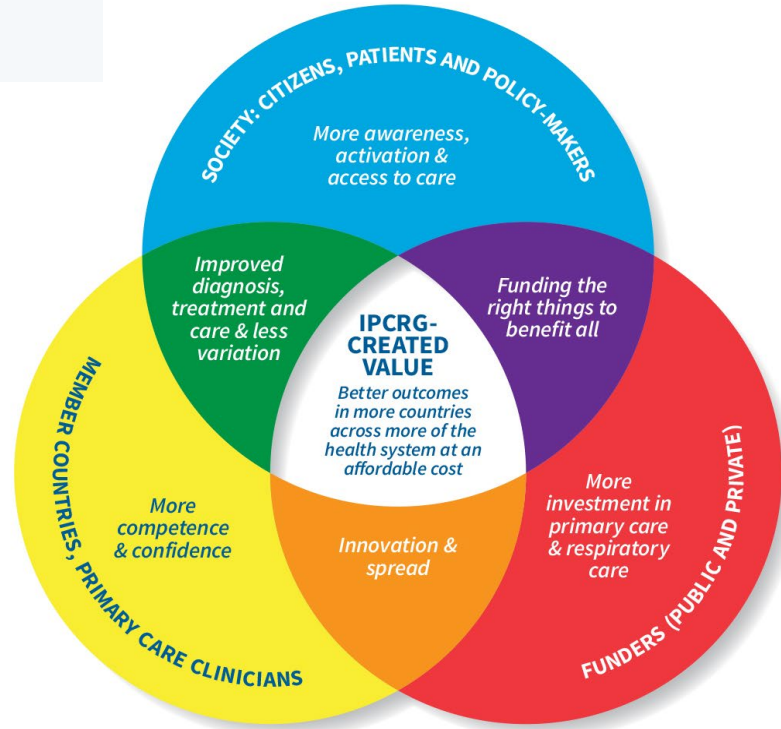 SOCIETY: CITIZENS, PATIENTS AND POLICY-MAKERS
More awareness,
activation &
access to care
Improved
diagnosis,
treatment and
care & less
variation
Funding the
right things to
benefit all
IPCRG-
CREATED
VALUE
Better outcomes
in more countries
across more of the
health system at an
affordable cost
MEMBER COUNTRIES, PRIMARY CARE CLINICIANS
More
competence
& confidence
Innovation &
spread
More
investment in
primary care
& respiratory
care
FUNDERS (PUBLIC AND PRIVATE)